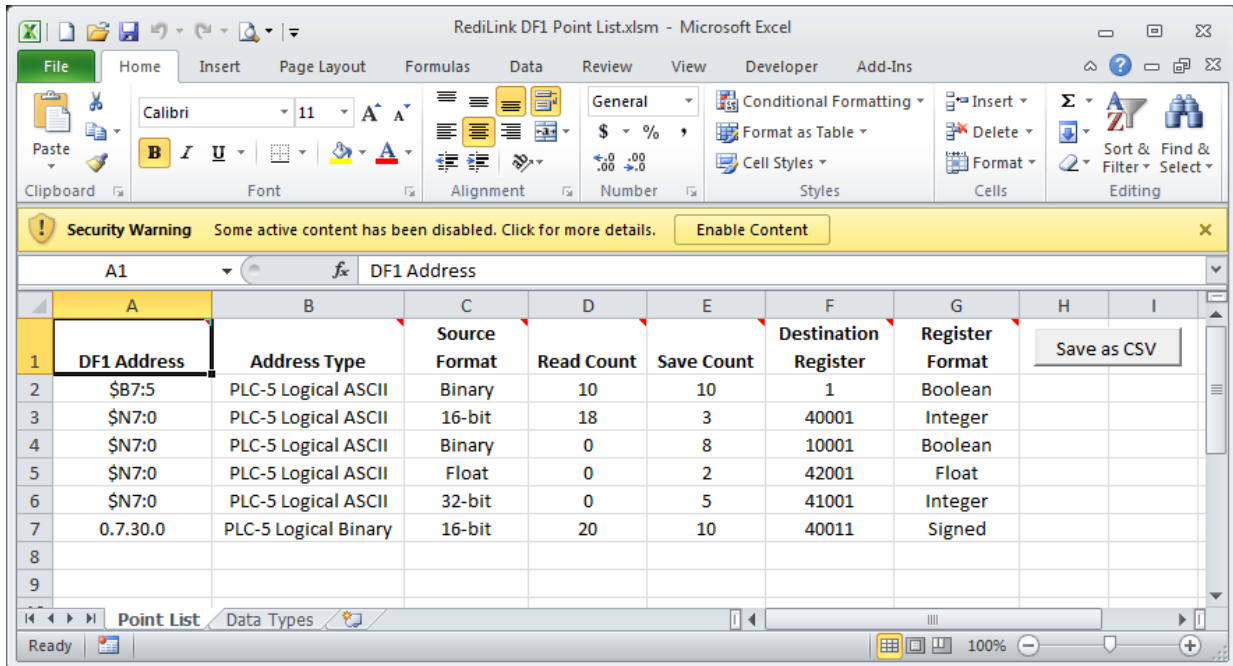 RediLink DF1 Point List.xlsm - Microsoft Excel
File Home Insert Page Layout Formulas Data Review View Developer Add-Ins
Calibri 11 General Conditional Formatting Insert
Paste B I U A $ % , Format as Table Delete Sort & Find &
Cell Styles Format Filter Select
Clipboard Font Alignment Number Styles Cells Editing
Security Warning Some active content has been disabled. Click for more details. Enable Content
A1 fx DF1 Address
A B C D E F G H I
1 DF1 Address Address Type Source Format Read Count Save Count Destination Register Register Format Save as CSV
2 $B7:5 PLC-5 Logical ASCII Binary 10 10 1 Boolean
3 $N7:0 PLC-5 Logical ASCII 16-bit 18 3 40001 Integer
4 $N7:0 PLC-5 Logical ASCII Binary 0 8 10001 Boolean
5 $N7:0 PLC-5 Logical ASCII Float 0 2 42001 Float
6 $N7:0 PLC-5 Logical ASCII 32-bit 0 5 41001 Integer
7 0.7.30.0 PLC-5 Logical Binary 16-bit 20 10 40011 Signed
8
9
Point List Data Types
Ready 100%